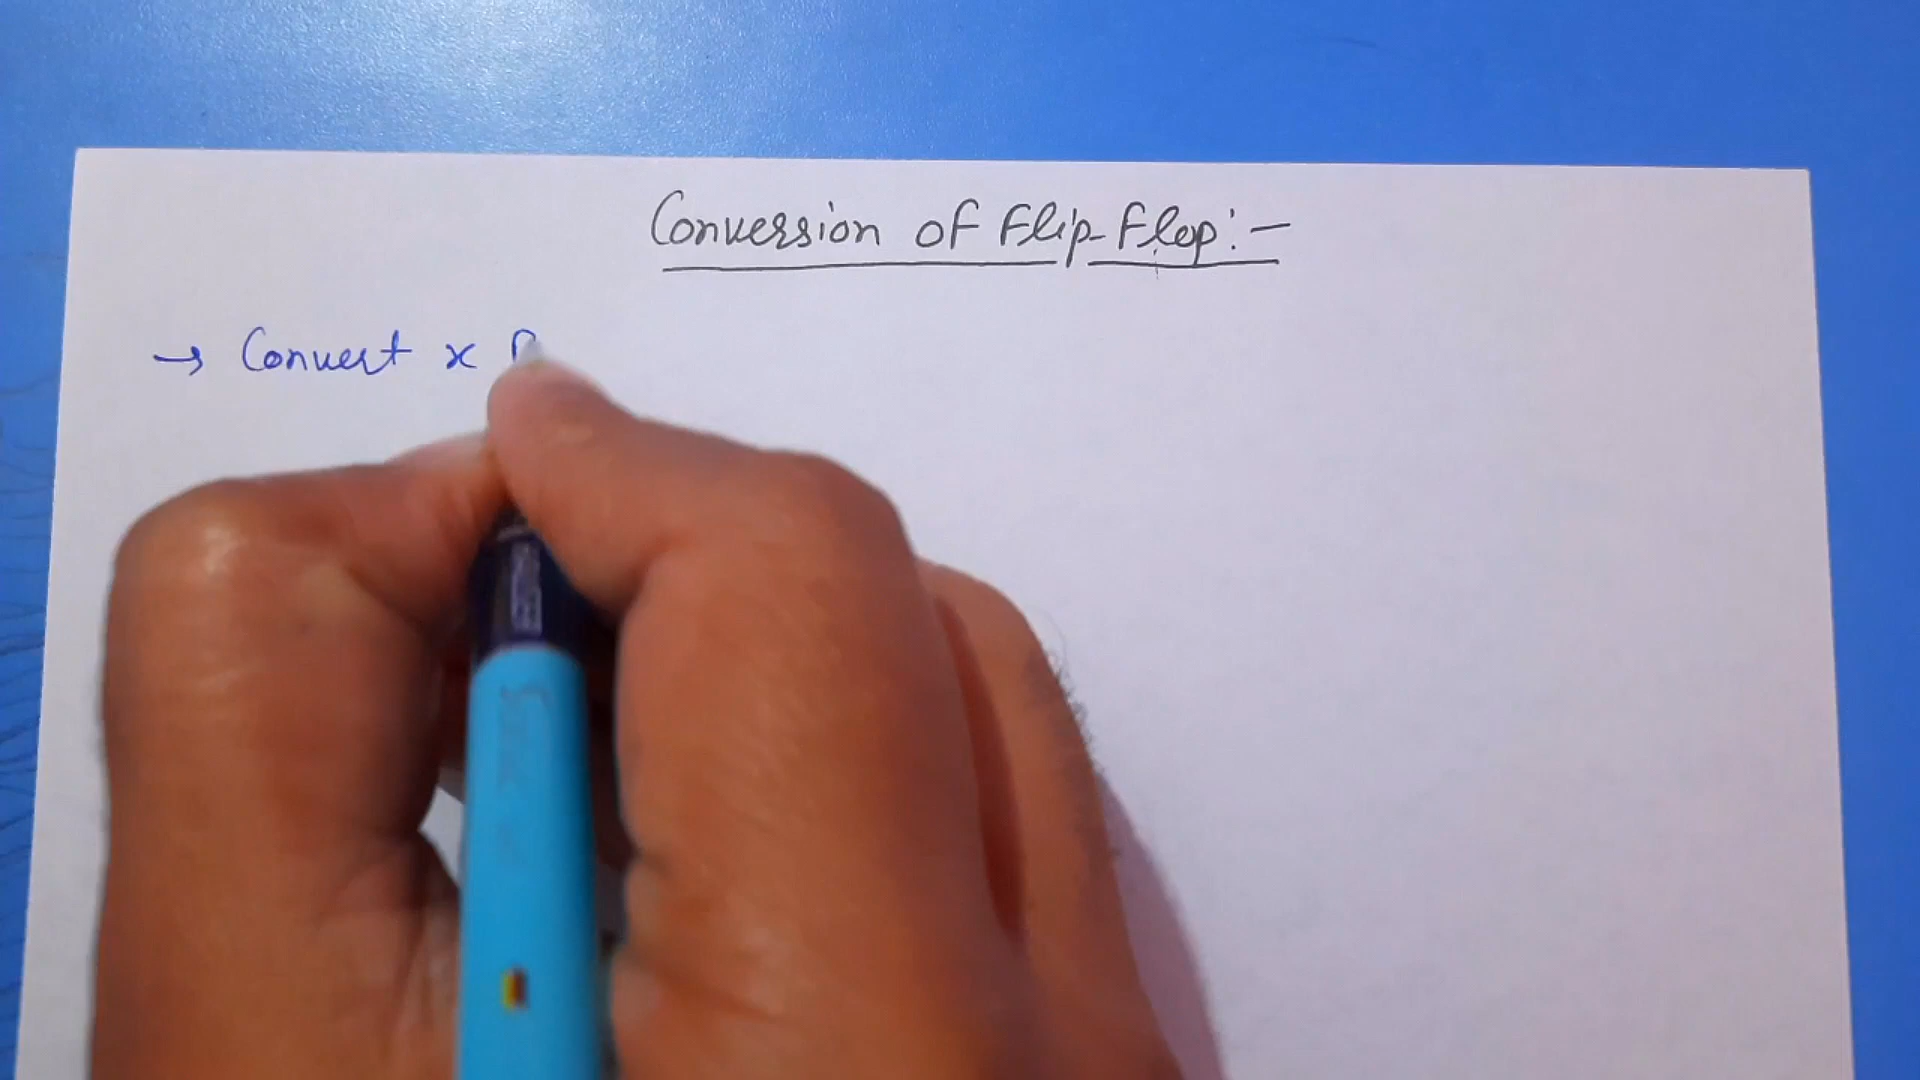 Conversion of Flip-Flop:-
→ Convert x